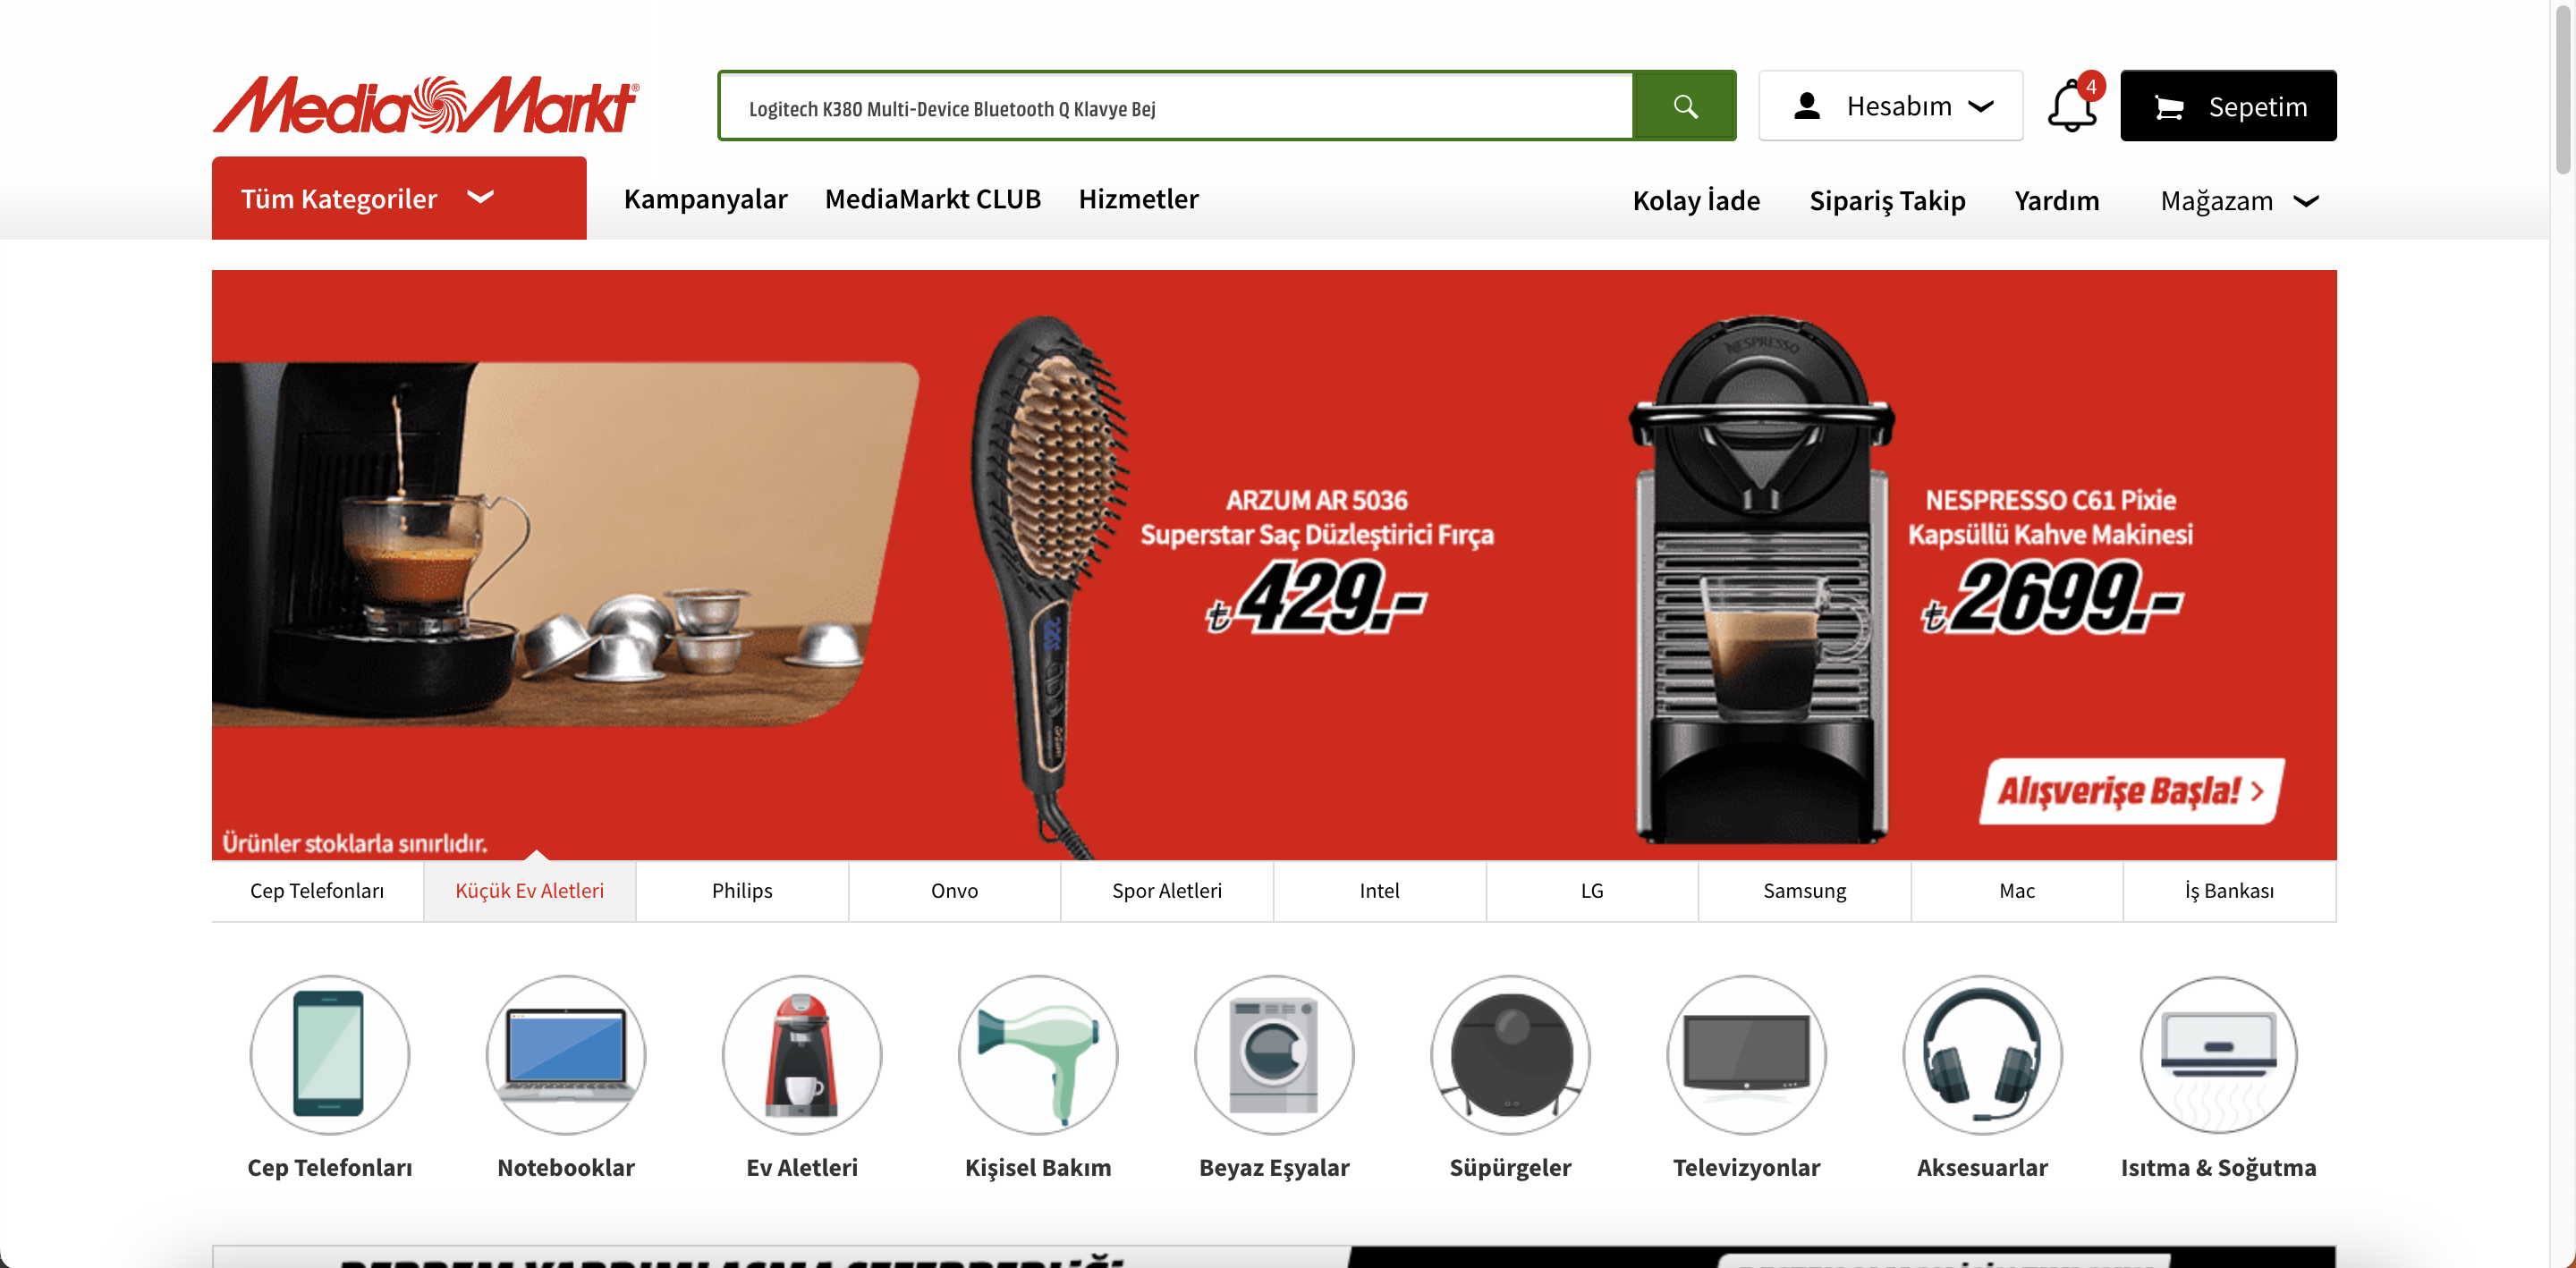 MediaMarkt
Logitech K380 Multi-Device Bluetooth Q Klavye Bej
Hesabım
4
Sepetim
Tüm Kategoriler
Kampanyalar
MediaMarkt CLUB
Hizmetler
Kolay İade
Sipariş Takip
Yardım
Mağazam
NESPRESSO
ARZUM AR 5036
Superstar Saç Düzleştirici Fırça
₺429.-
NESPRESSO C61 Pixie
Kapsüllü Kahve Makinesi
₺2699.-
Alışverişe Başla!
Ürünler stoklarla sınırlıdır.
Cep Telefonları
Küçük Ev Aletleri
Philips
Onvo
Spor Aletleri
Intel
LG
Samsung
Mac
İş Bankası
Cep Telefonları
Notebooklar
Ev Aletleri
Kişisel Bakım
Beyaz Eşyalar
Süpürgeler
Televizyonlar
Aksesuarlar
Isıtma & Soğutma